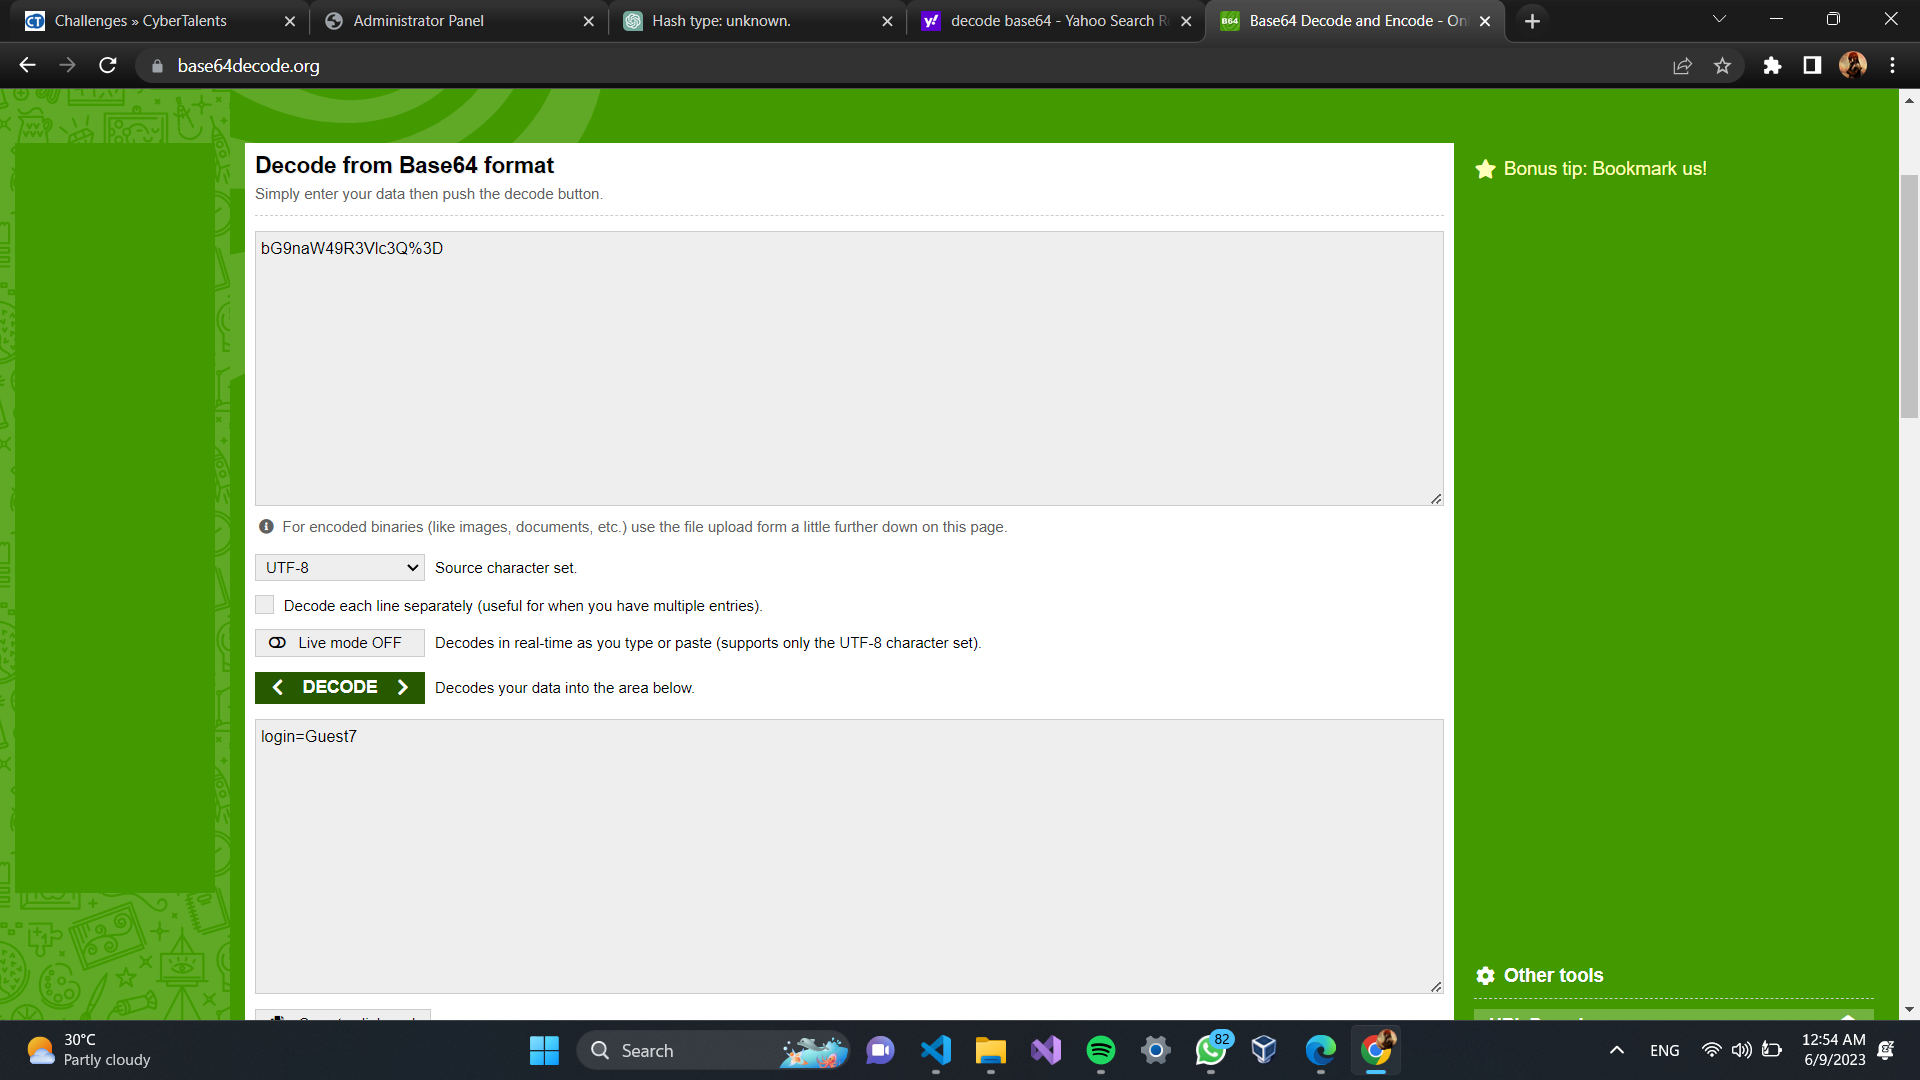 Challenges » CyberTalents
Administrator Panel
Hash type: unknown.
decode base64 - Yahoo Search R
Base64 Decode and Encode - On
base64decode.org
Decode from Base64 format
Simply enter your data then push the decode button.
bG9naW49R3Vlc3Q%3D
For encoded binaries (like images, documents, etc.) use the file upload form a little further down on this page.
UTF-8 Source character set.
Decode each line separately (useful for when you have multiple entries).
Live mode OFF Decodes in real-time as you type or paste (supports only the UTF-8 character set).
DECODE Decodes your data into the area below.
login=Guest7
Bonus tip: Bookmark us!
Other tools
30°C
Partly cloudy
Search
82
ENG
12:54 AM
6/9/2023